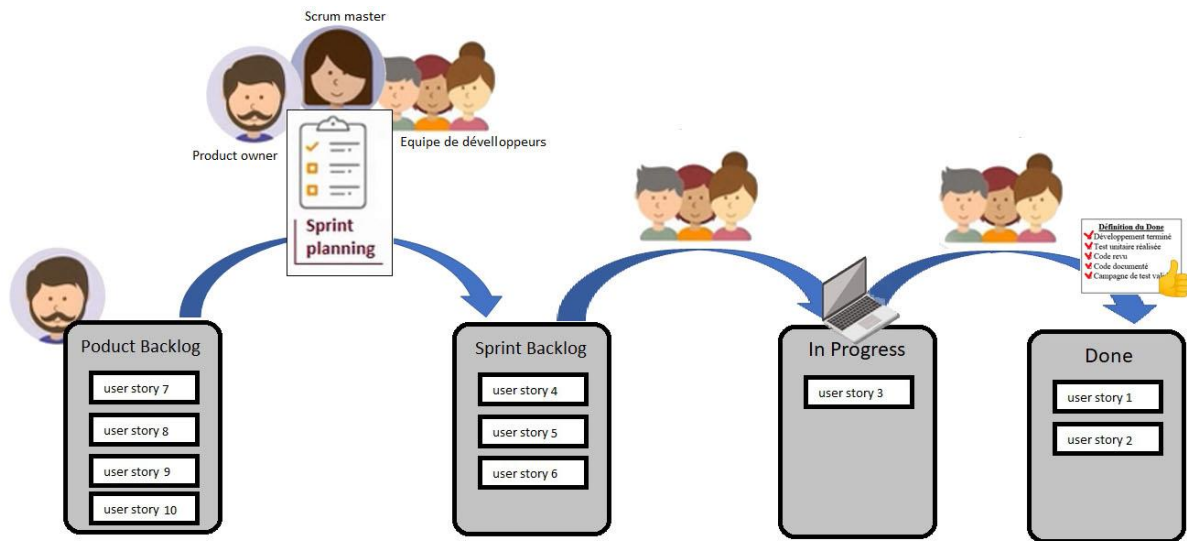 Scrum master
Product owner
Equipe de dévelloppeurs
Sprint
planning
Définition du Done
Développement terminé
Test unitaire réalisée
Code revu
Code documenté
Campagne de test
Poduct Backlog
user story 7
user story 8
user story 9
user story 10
Sprint Backlog
user story 4
user story 5
user story 6
In Progress
user story 3
Done
user story 1
user story 2